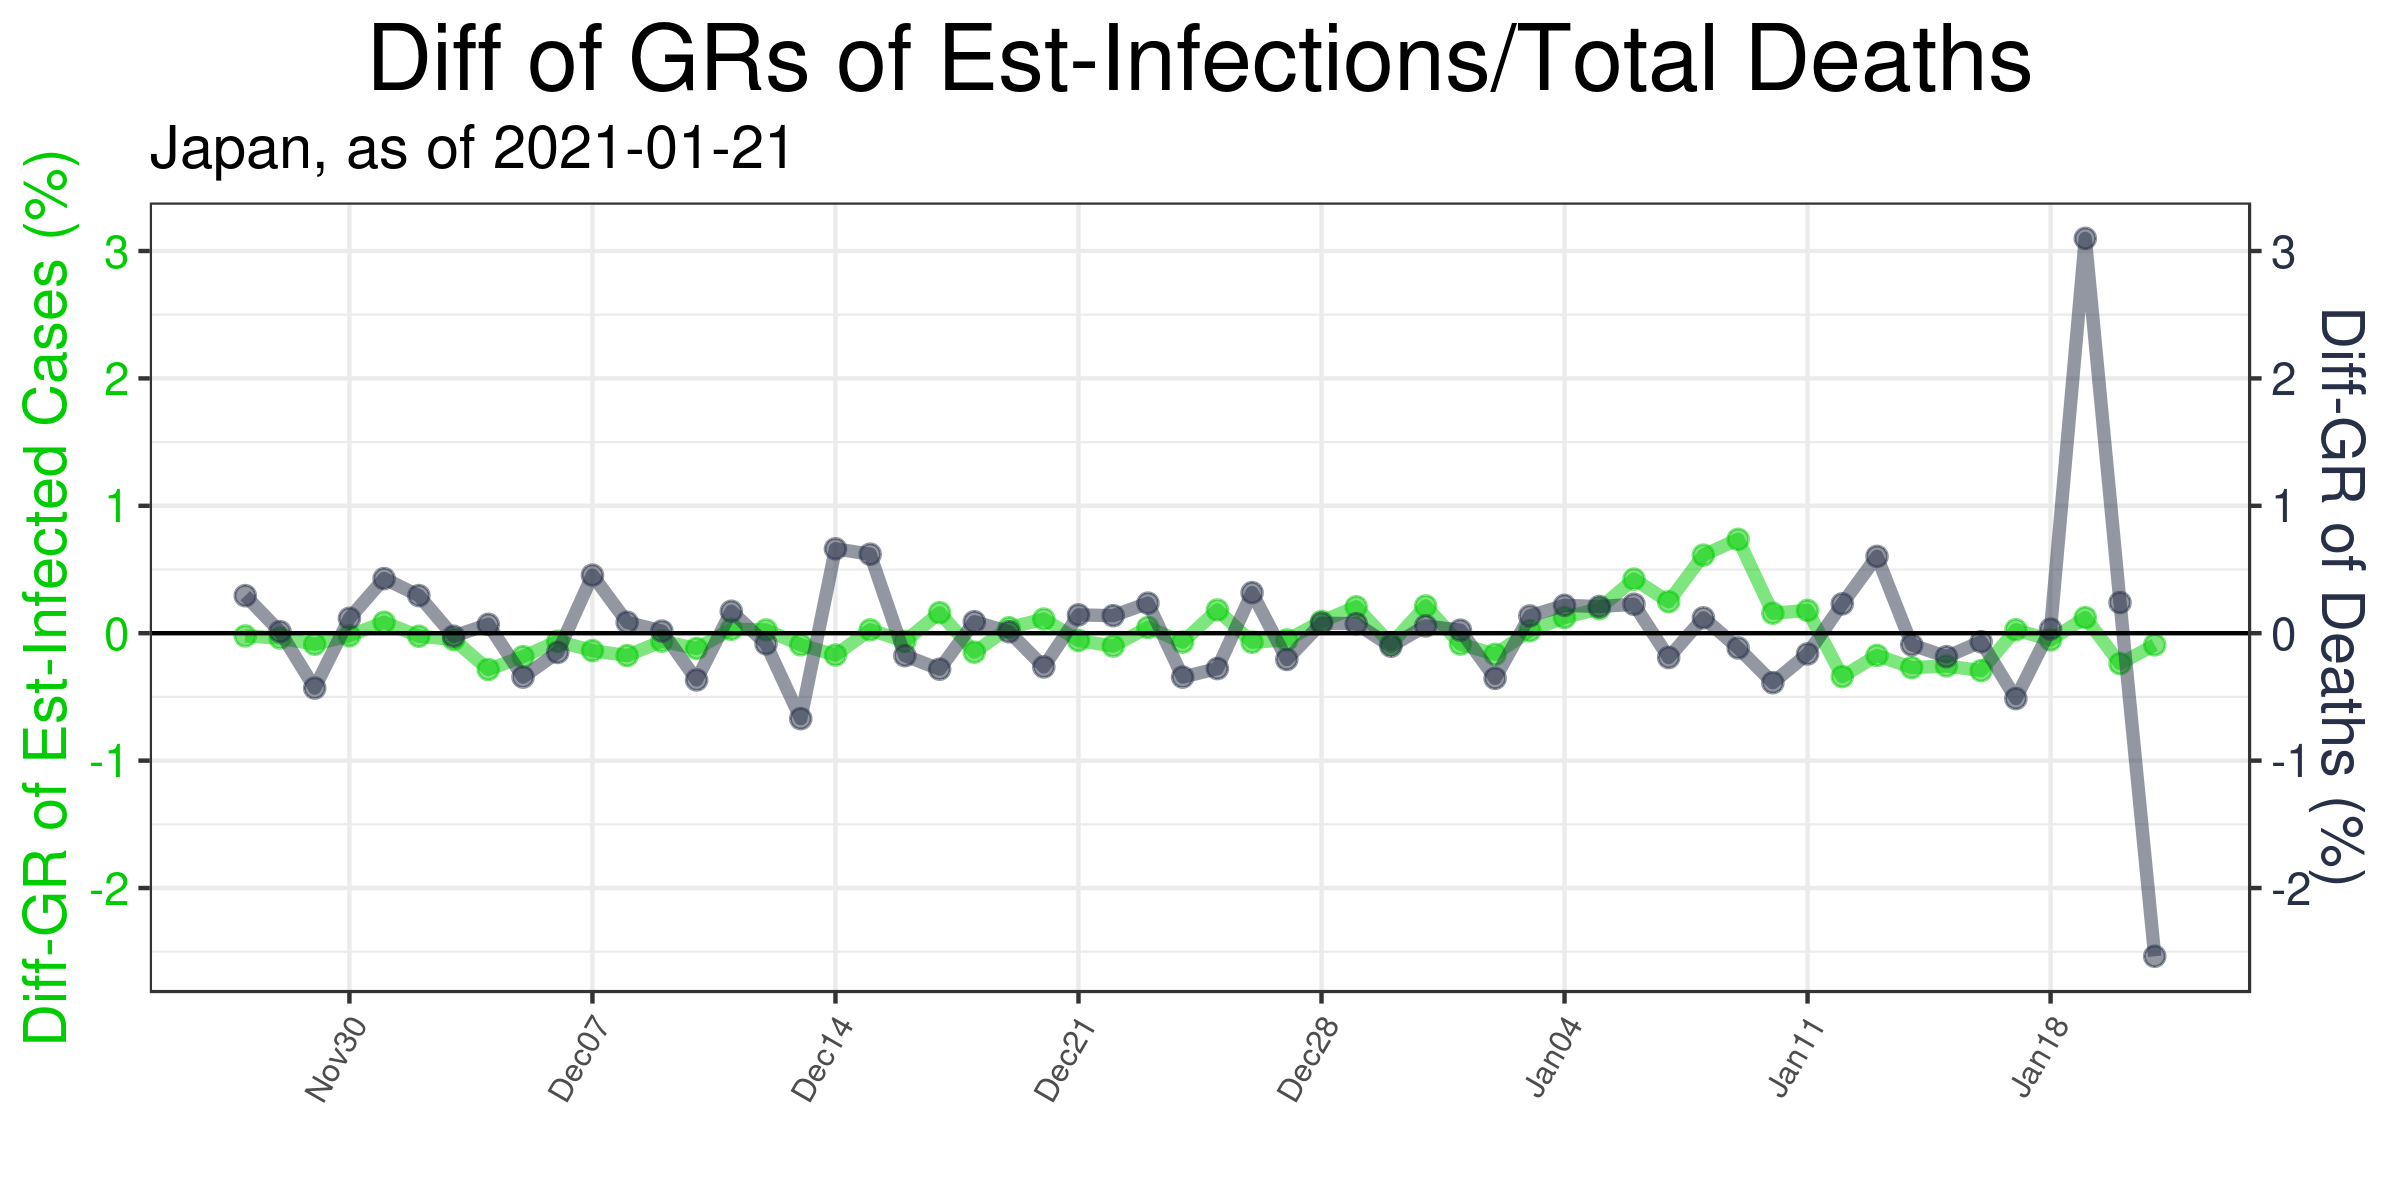 Diff of GRs of Est-Infections/Total Deaths
Japan, as of 2021-01-21
Diff-GR of Est-Infected Cases (%)
3
2
1
0
-1
-2
3
2
1
0
-1
-2
Diff-GR of Deaths (%)
Nov30
Dec07
Dec14
Dec21
Dec28
Jan04
Jan11
Jan18